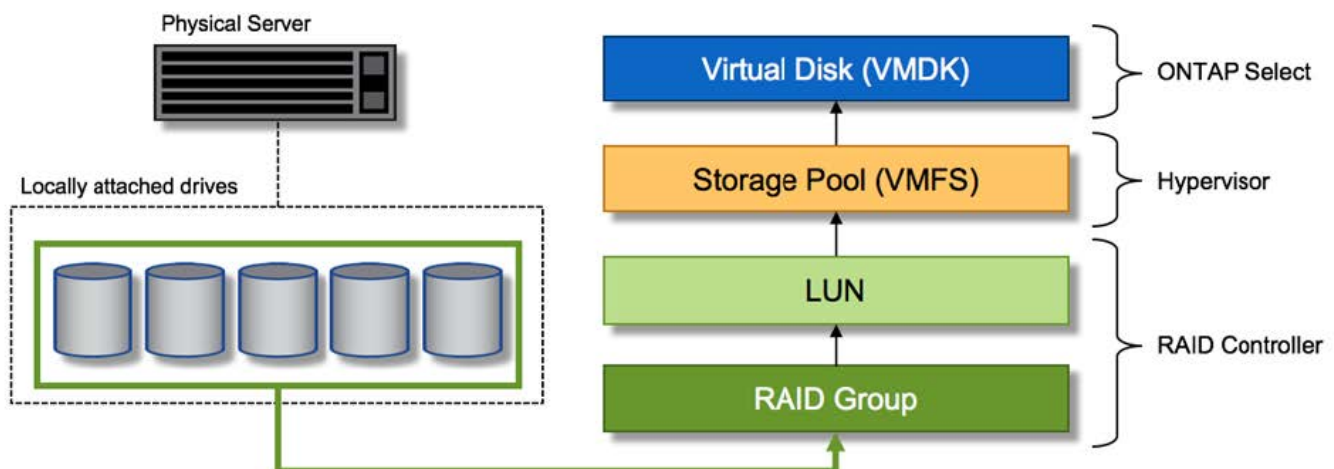 Physical Server
Locally attached drives
Virtual Disk (VMDK)
ONTAP Select
Storage Pool (VMFS)
Hypervisor
LUN
RAID Controller
RAID Group